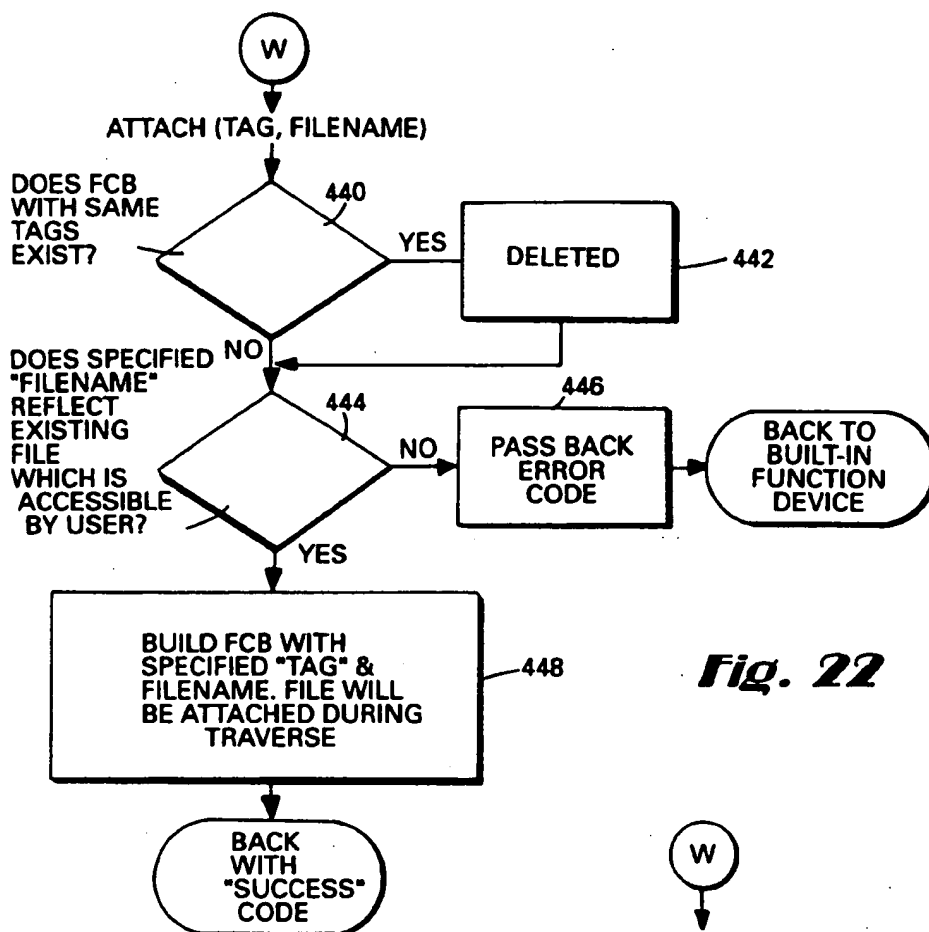 W
ATTACH (TAG, FILENAME)
DOES FCB
WITH SAME
TAGS
EXIST?
440
YES
DELETED
442
NO
DOES SPECIFIED
"FILENAME"
REFLECT
EXISTING
FILE
WHICH IS
ACCESSIBLE
BY USER?
444
NO
446
PASS BACK
ERROR
CODE
BACK TO
BUILT-IN
FUNCTION
DEVICE
YES
BUILD FCB WITH
SPECIFIED "TAG" &
FILENAME. FILE WILL
BE ATTACHED DURING
TRAVERSE
448
Fig. 22
BACK
WITH
"SUCCESS"
CODE
W